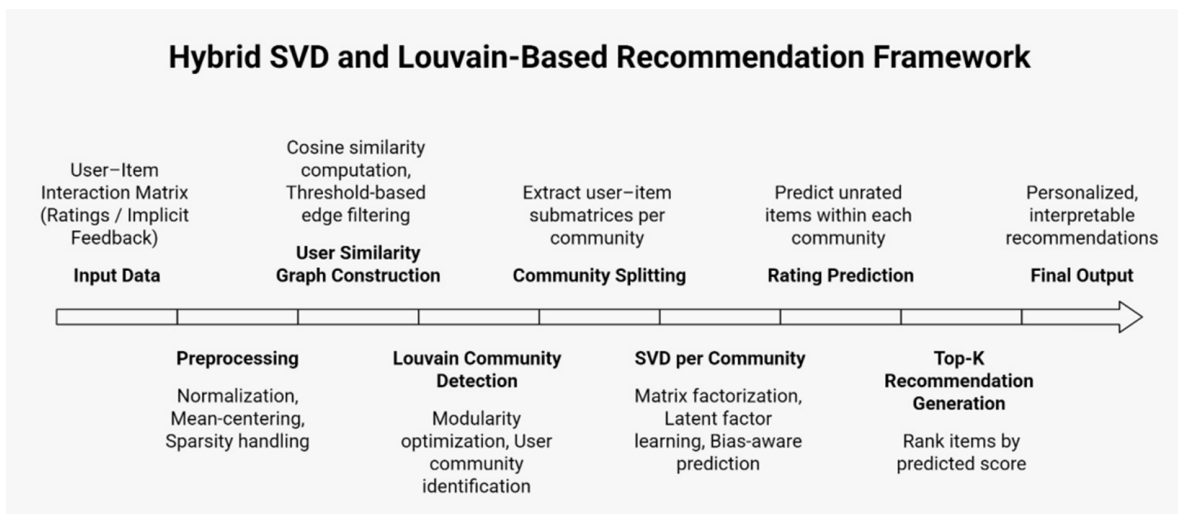 Hybrid SVD and Louvain-Based Recommendation Framework
User–Item
Interaction Matrix
(Ratings / Implicit
Feedback)
Input Data
Preprocessing
Normalization,
Mean-centering,
Sparsity handling
Cosine similarity
computation,
Threshold-based
edge filtering
User Similarity
Graph Construction
Louvain Community
Detection
Modularity
optimization, User
community
identification
Extract user–item
submatrices per
community
Community Splitting
SVD per Community
Matrix factorization,
Latent factor
learning, Bias-aware
prediction
Predict unrated
items within each
community
Rating Prediction
Top-K
Recommendation
Generation
Rank items by
predicted score
Personalized,
interpretable
recommendations
Final Output